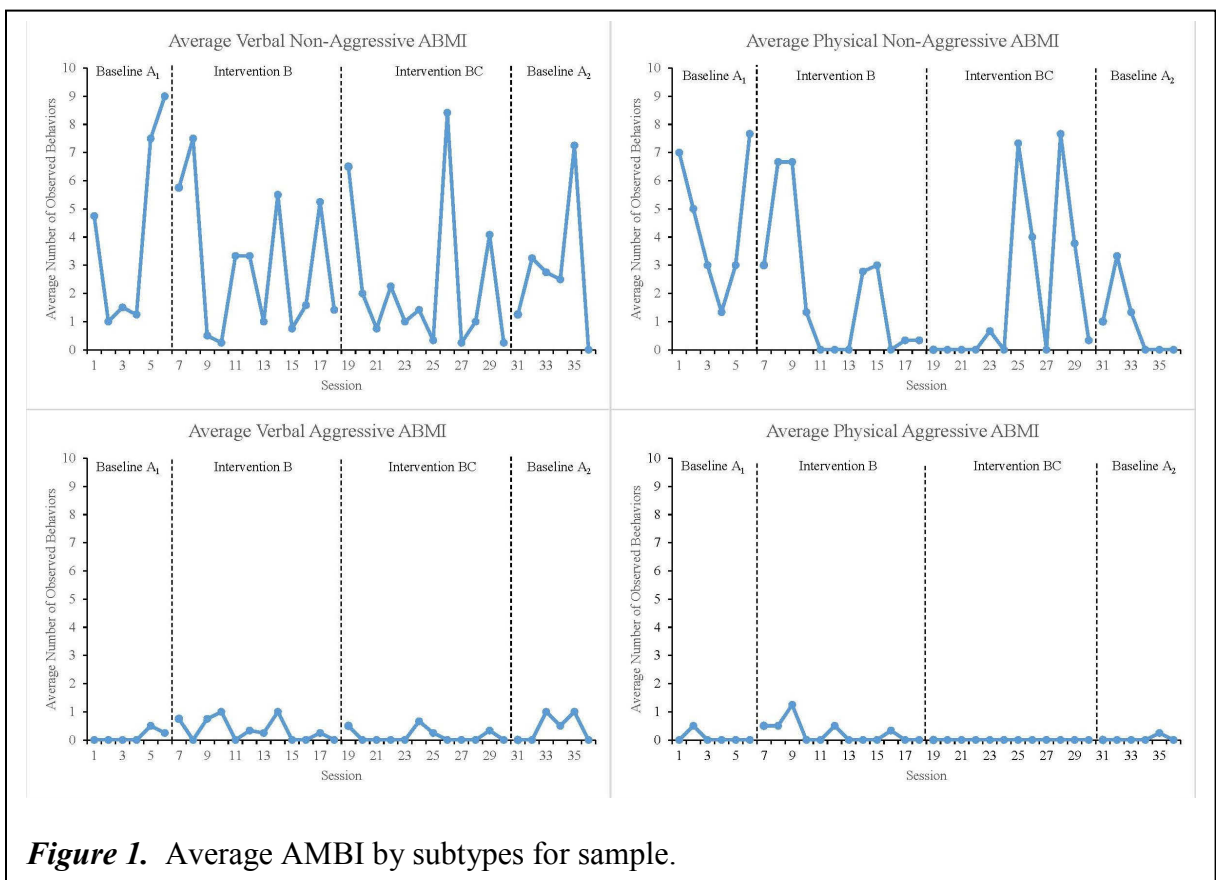 Average Verbal Non-Aggressive ABMI
Baseline A₁ Intervention B Intervention BC Baseline A₂
Average Number of Observed Behaviors
10
9
8
7
6
5
4
3
2
1
0
1 3 5 7 9 11 13 15 17 19 21 23 25 27 29 31 33 35
Session
Average Physical Non-Aggressive ABMI
Baseline A₁ Intervention B Intervention BC Baseline A₂
Average Number of Observed Behaviors
10
9
8
7
6
5
4
3
2
1
0
1 3 5 7 9 11 13 15 17 19 21 23 25 27 29 31 33 35
Session
Average Verbal Aggressive ABMI
Baseline A₁ Intervention B Intervention BC Baseline A₂
Average Number of Observed Behaviors
10
9
8
7
6
5
4
3
2
1
0
1 3 5 7 9 11 13 15 17 19 21 23 25 27 29 31 33 35
Session
Average Physical Aggressive ABMI
Baseline A₁ Intervention B Intervention BC Baseline A₂
Average Number of Observed Beehaviors
10
9
8
7
6
5
4
3
2
1
0
1 3 5 7 9 11 13 15 17 19 21 23 25 27 29 31 33 35
Session
Figure 1. Average AMBI by subtypes for sample.